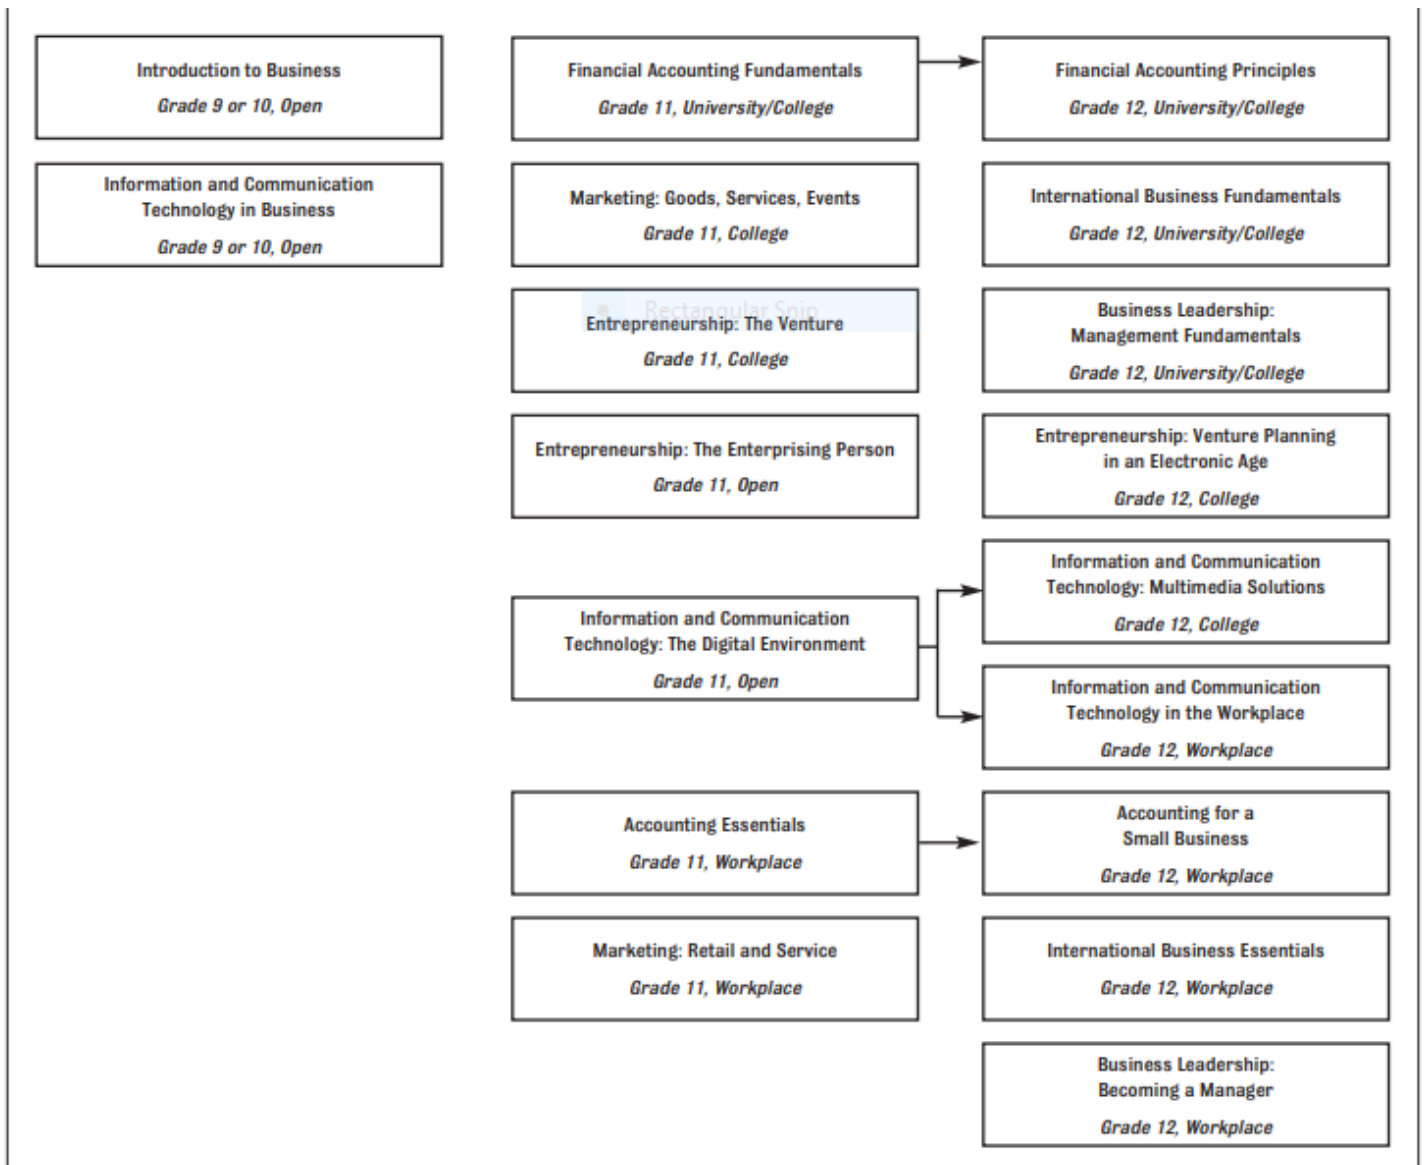 Introduction to Business
Grade 9 or 10, Open
Information and Communication
Technology in Business
Grade 9 or 10, Open
Financial Accounting Fundamentals
Grade 11, University/College
Marketing: Goods, Services, Events
Grade 11, College
Rectangular Snip
Entrepreneurship: The Venture
Grade 11, College
Entrepreneurship: The Enterprising Person
Grade 11, Open
Information and Communication
Technology: The Digital Environment
Grade 11, Open
Accounting Essentials
Grade 11, Workplace
Marketing: Retail and Service
Grade 11, Workplace
Financial Accounting Principles
Grade 12, University/College
International Business Fundamentals
Grade 12, University/College
Business Leadership:
Management Fundamentals
Grade 12, University/College
Entrepreneurship: Venture Planning
in an Electronic Age
Grade 12, College
Information and Communication
Technology: Multimedia Solutions
Grade 12, College
Information and Communication
Technology in the Workplace
Grade 12, Workplace
Accounting for a
Small Business
Grade 12, Workplace
International Business Essentials
Grade 12, Workplace
Business Leadership:
Becoming a Manager
Grade 12, Workplace